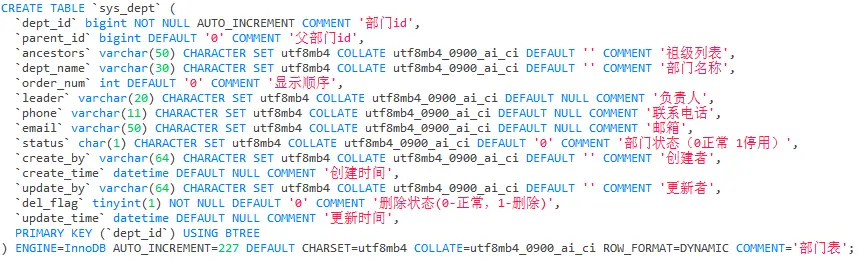 CREATE TABLE `sys_dept` (
  `dept_id` bigint NOT NULL AUTO_INCREMENT COMMENT '部门id',
  `parent_id` bigint DEFAULT '0' COMMENT '父部门id',
  `ancestors` varchar(50) CHARACTER SET utf8mb4 COLLATE utf8mb4_0900_ai_ci DEFAULT '' COMMENT '祖级列表',
  `dept_name` varchar(30) CHARACTER SET utf8mb4 COLLATE utf8mb4_0900_ai_ci DEFAULT '' COMMENT '部门名称',
  `order_num` int DEFAULT '0' COMMENT '显示顺序',
  `leader` varchar(20) CHARACTER SET utf8mb4 COLLATE utf8mb4_0900_ai_ci DEFAULT NULL COMMENT '负责人',
  `phone` varchar(11) CHARACTER SET utf8mb4 COLLATE utf8mb4_0900_ai_ci DEFAULT NULL COMMENT '联系电话',
  `email` varchar(50) CHARACTER SET utf8mb4 COLLATE utf8mb4_0900_ai_ci DEFAULT NULL COMMENT '邮箱',
  `status` char(1) CHARACTER SET utf8mb4 COLLATE utf8mb4_0900_ai_ci DEFAULT '0' COMMENT '部门状态（0正常 1停用）',
  `create_by` varchar(64) CHARACTER SET utf8mb4 COLLATE utf8mb4_0900_ai_ci DEFAULT '' COMMENT '创建者',
  `create_time` datetime DEFAULT NULL COMMENT '创建时间',
  `update_by` varchar(64) CHARACTER SET utf8mb4 COLLATE utf8mb4_0900_ai_ci DEFAULT '' COMMENT '更新者',
  `del_flag` tinyint(1) NOT NULL DEFAULT '0' COMMENT '删除状态(0-正常，1-删除)',
  `update_time` datetime DEFAULT NULL COMMENT '更新时间',
  PRIMARY KEY (`dept_id`) USING BTREE
) ENGINE=InnoDB AUTO_INCREMENT=227 DEFAULT CHARSET=utf8mb4 COLLATE=utf8mb4_0900_ai_ci ROW_FORMAT=DYNAMIC COMMENT='部门表';